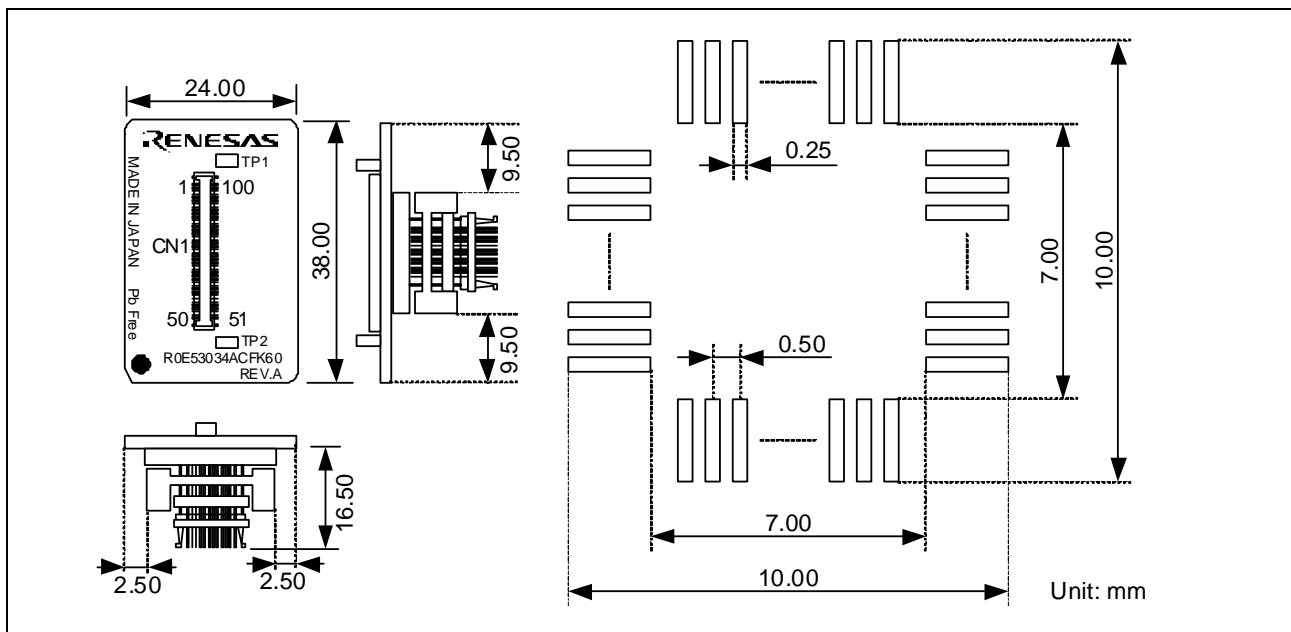 24.00
RENESAS
TP1
1 100
MADE IN JAPAN Pb Free
CN1
50 51
TP2
R0E53034ACFK60
REV.A
38.00
9.50
9.50
16.50
2.50 2.50
0.25
0.50
7.00
10.00
7.00
10.00
Unit: mm